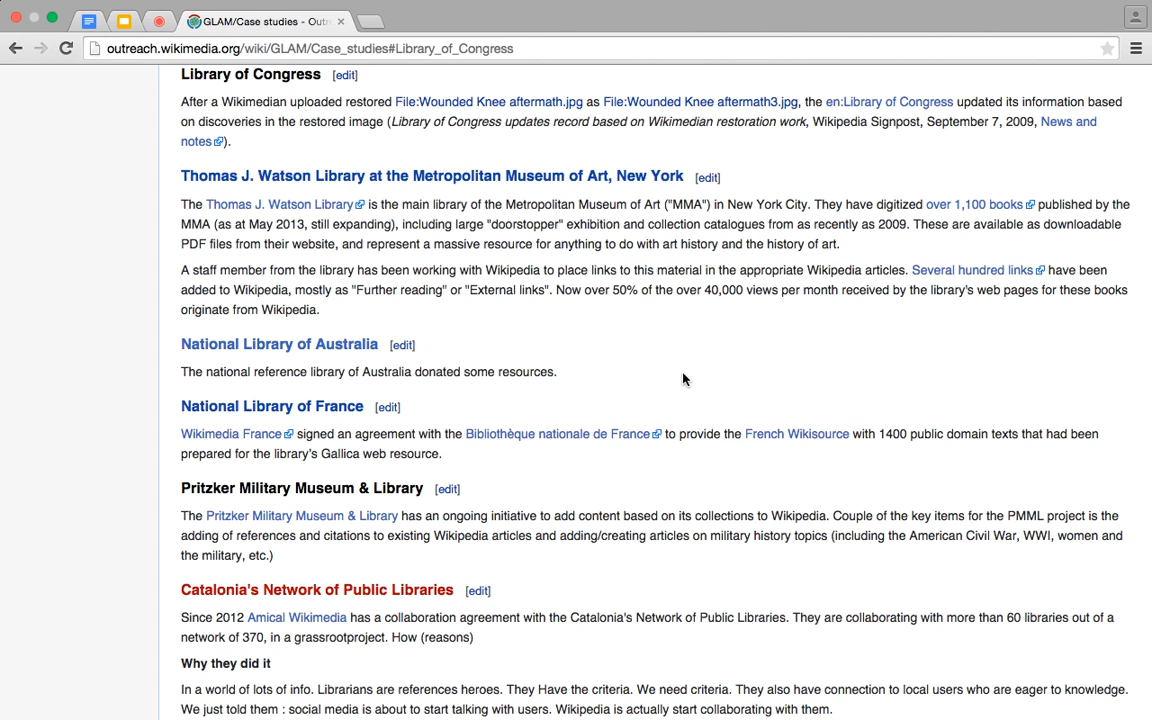 GLAM/Case studies - Outr
outreach.wikimedia.org/wiki/GLAM/Case_studies#Library_of_Congress
Library of Congress [edit]
After a Wikimedian uploaded restored File:Wounded Knee aftermath.jpg as File:Wounded Knee aftermath3.jpg, the en:Library of Congress updated its information based
on discoveries in the restored image (Library of Congress updates record based on Wikimedian restoration work, Wikipedia Signpost, September 7, 2009, News and
notes).
Thomas J. Watson Library at the Metropolitan Museum of Art, New York [edit]
The Thomas J. Watson Library is the main library of the Metropolitan Museum of Art ("MMA") in New York City. They have digitized over 1,100 books published by the
MMA (as at May 2013, still expanding), including large "doorstopper" exhibition and collection catalogues from as recently as 2009. These are available as downloadable
PDF files from their website, and represent a massive resource for anything to do with art history and the history of art.
A staff member from the library has been working with Wikipedia to place links to this material in the appropriate Wikipedia articles. Several hundred links have been
added to Wikipedia, mostly as "Further reading" or "External links". Now over 50% of the over 40,000 views per month received by the library's web pages for these books
originate from Wikipedia.
National Library of Australia [edit]
The national reference library of Australia donated some resources.
National Library of France [edit]
Wikimedia France signed an agreement with the Bibliothèque nationale de France to provide the French Wikisource with 1400 public domain texts that had been
prepared for the library's Gallica web resource.
Pritzker Military Museum & Library [edit]
The Pritzker Military Museum & Library has an ongoing initiative to add content based on its collections to Wikipedia. Couple of the key items for the PMML project is the
adding of references and citations to existing Wikipedia articles and adding/creating articles on military history topics (including the American Civil War, WWI, women and
the military, etc.)
Catalonia's Network of Public Libraries [edit]
Since 2012 Amical Wikimedia has a collaboration agreement with the Catalonia's Network of Public Libraries. They are collaborating with more than 60 libraries out of a
network of 370, in a grassrootproject. How (reasons)
Why they did it
In a world of lots of info. Librarians are references heroes. They Have the criteria. We need criteria. They also have connection to local users who are eager to knowledge.
We just told them : social media is about to start talking with users. Wikipedia is actually start collaborating with them.